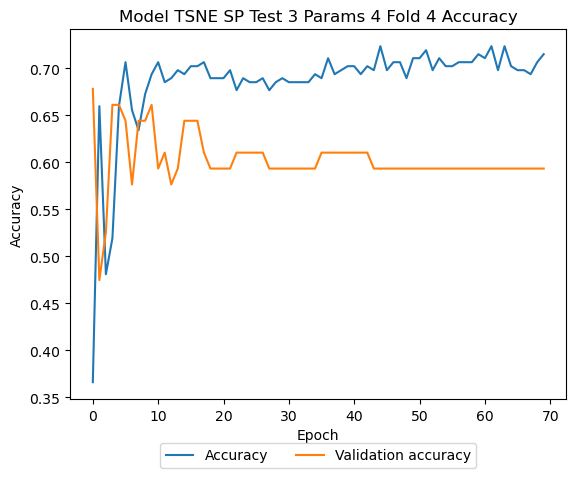 Model TSNE SP Test 3 Params 4 Fold 4 Accuracy
0.70
0.65
0.60
0.55
0.50
0.45
0.40
0.35
Accuracy
0 10 20 30 40 50 60 70
Epoch
Accuracy Validation accuracy